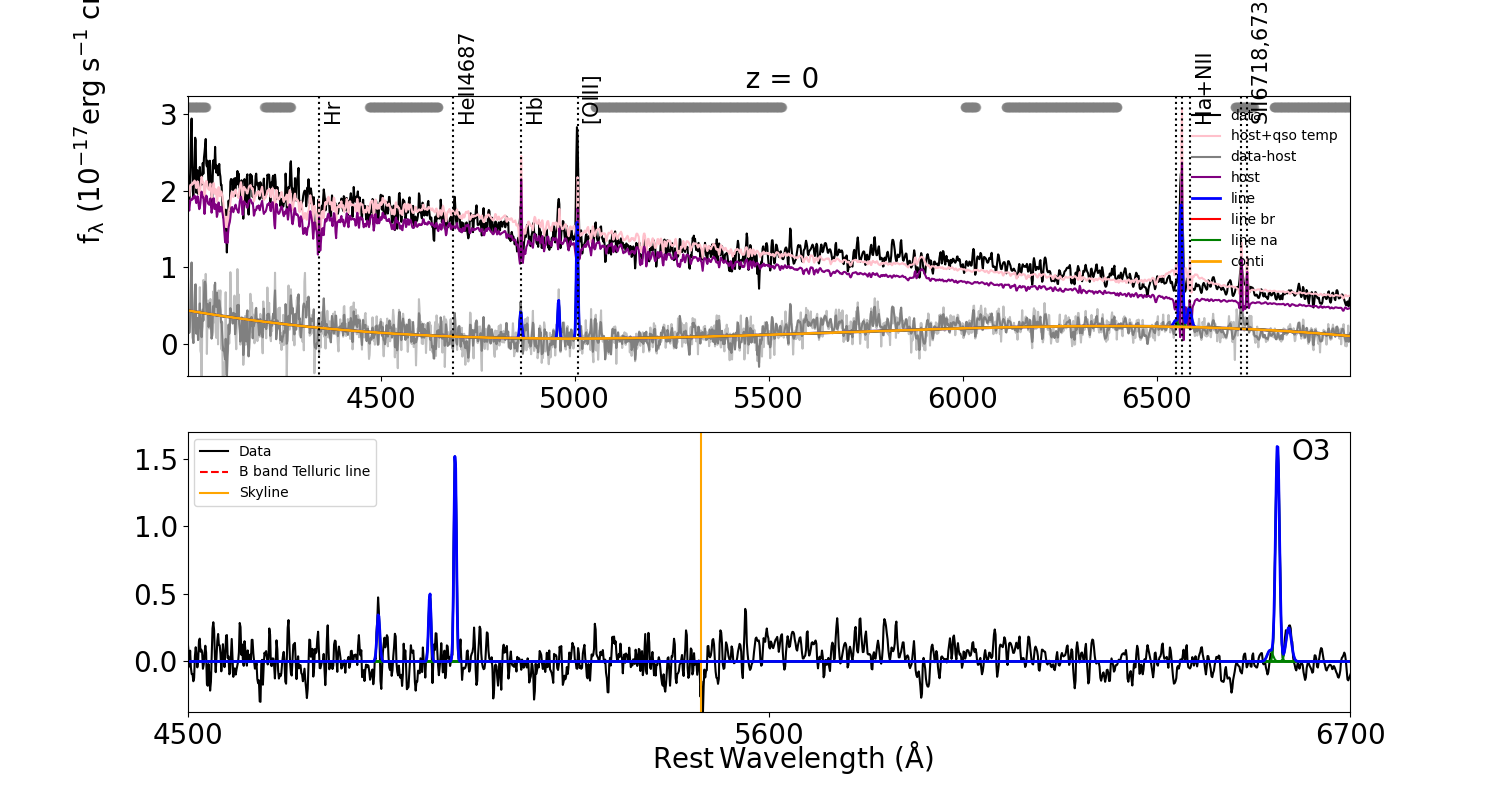 z = 0
f_λ (10^−17 erg s^−1
Hr
HeII4687
Hb
[OIII]
Ha+NII
SII6718,673
data
host+qso temp
data-host
host
line
line br
line na
conti
3
2
1
0
4500
5000
5500
6000
6500
Data
B band Telluric line
Skyline
O3
1.5
1.0
0.5
0.0
4500
5600
6700
Rest Wavelength (Å)